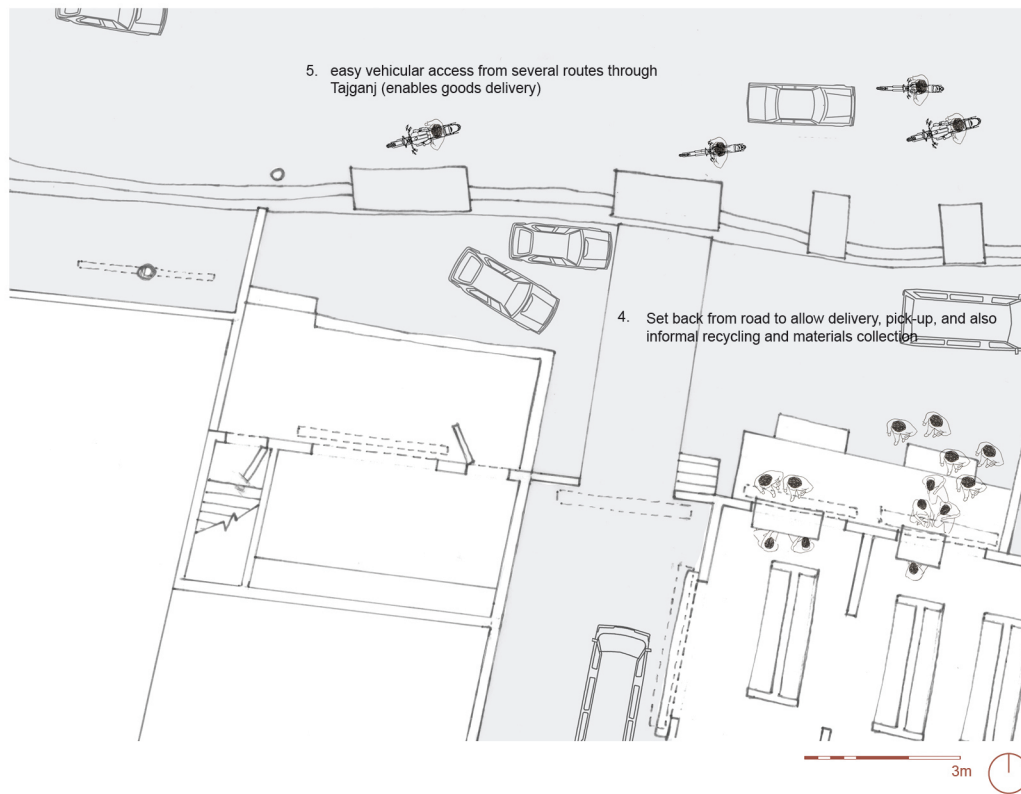 5. easy vehicular access from several routes through
Tajganj (enables goods delivery)
4. Set back from road to allow delivery, pick-up, and also
informal recycling and materials collection
3m